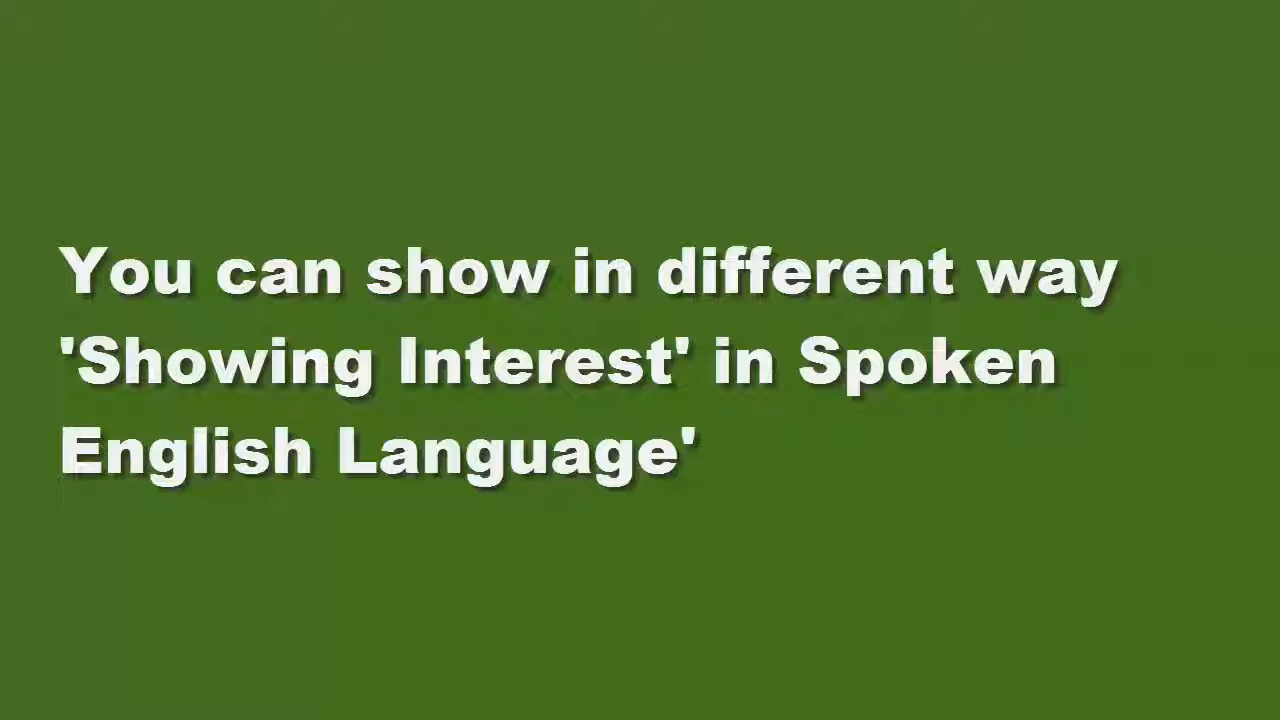 You can show in different way
'Showing Interest' in Spoken
English Language'